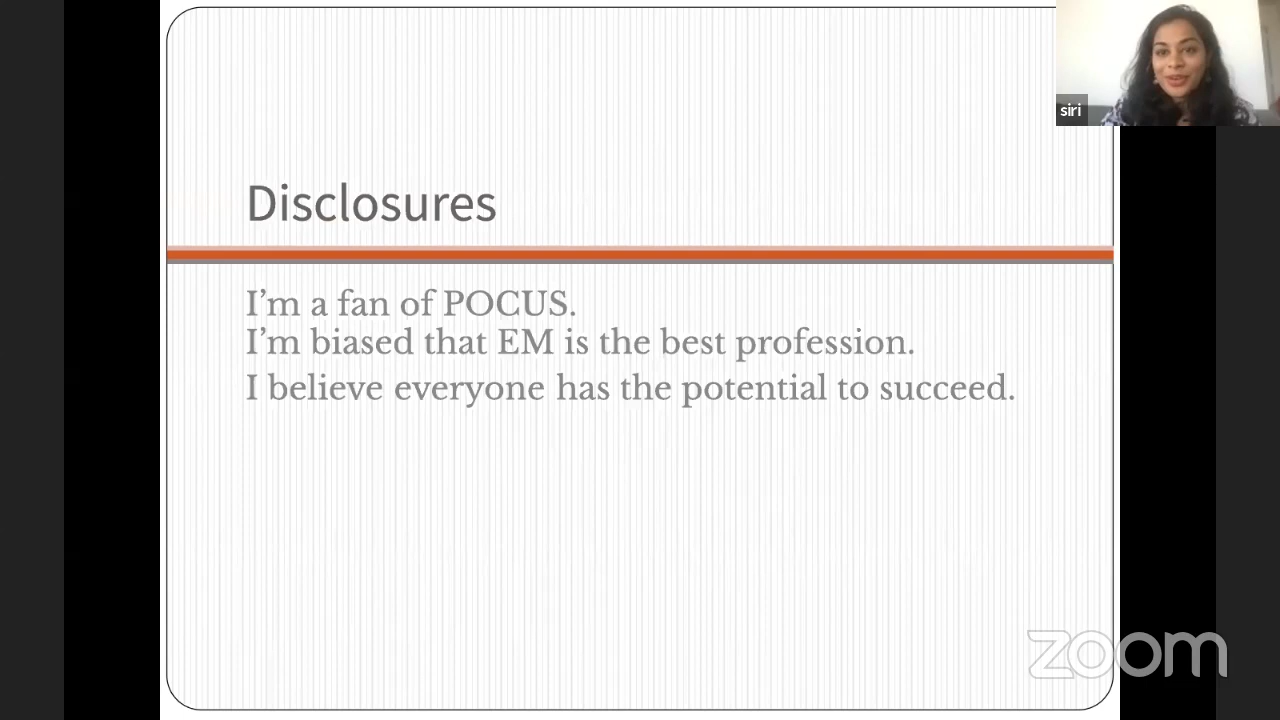 siri
Disclosures
I’m a fan of POCUS.
I’m biased that EM is the best profession.
I believe everyone has the potential to succeed.
zoom